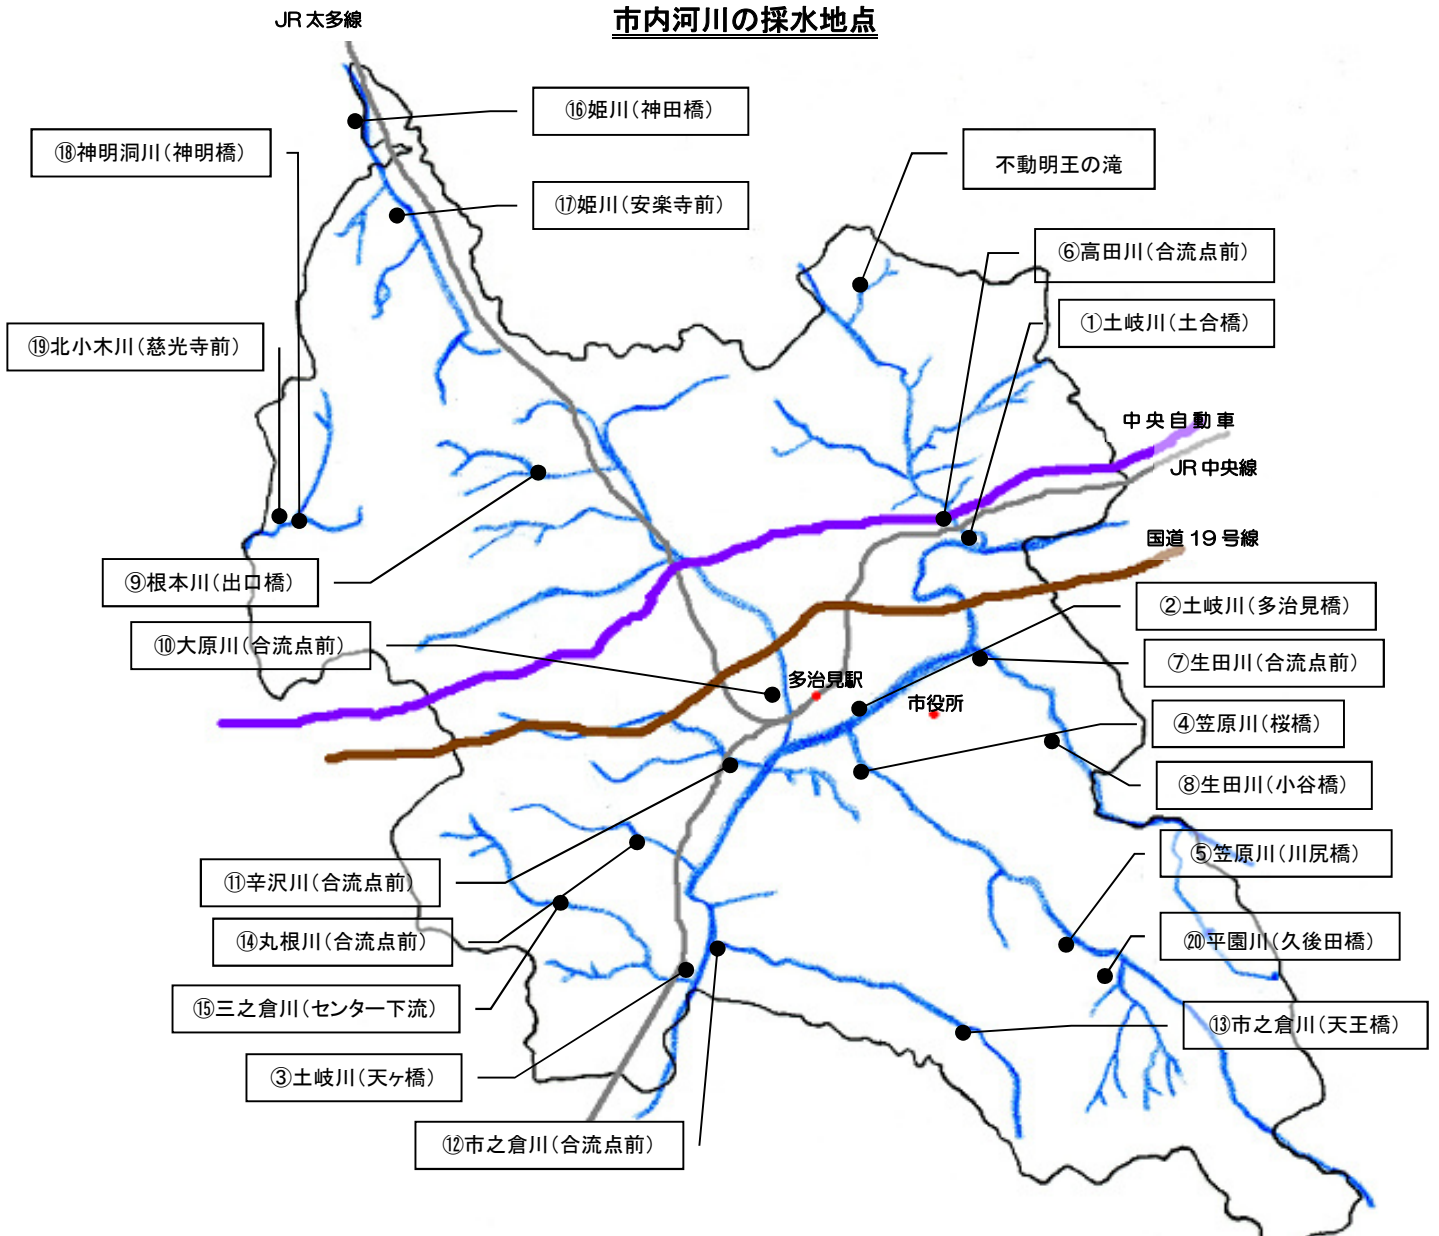 市内河川の採水地点
JR太多線
⑯姫川（神田橋）
⑱神明洞川（神明橋）
不動明王の滝
⑰姫川（安楽寺前）
⑥高田川（合流点前）
①土岐川（土合橋）
⑲北小木川（慈光寺前）
中央自動車
JR中央線
国道19号線
⑨根本川（出口橋）
②土岐川（多治見橋）
⑩大原川（合流点前）
⑦生田川（合流点前）
多治見駅
市役所
④笠原川（桜橋）
⑧生田川（小谷橋）
⑤笠原川（川尻橋）
⑪辛沢川（合流点前）
⑭丸根川（合流点前）
⑳平園川（久後田橋）
⑮三之倉川（センター下流）
⑬市之倉川（天王橋）
③土岐川（天ヶ橋）
⑫市之倉川（合流点前）